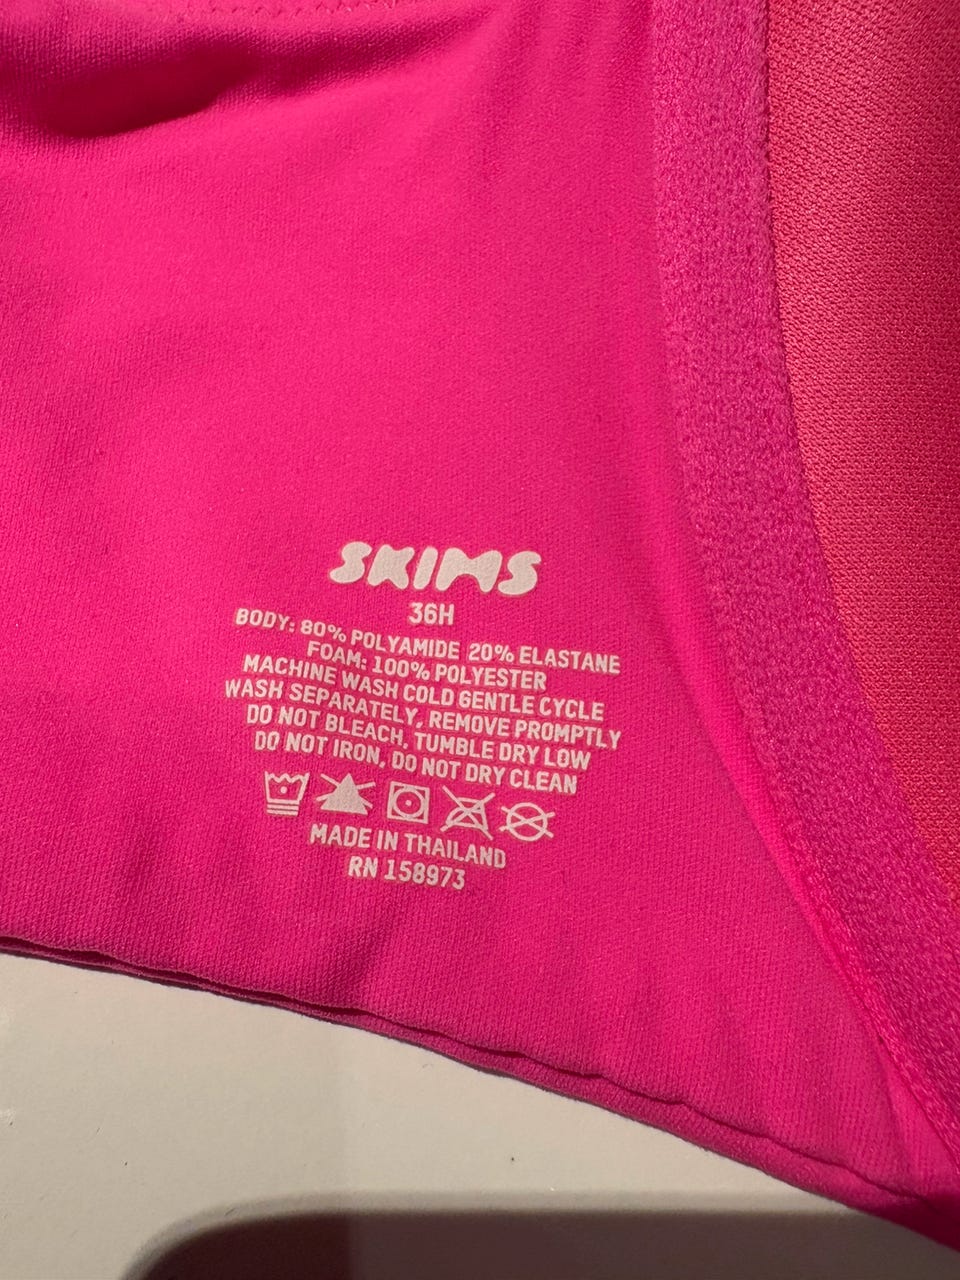 SKIMS
36H
BODY: 80% POLYAMIDE 20% ELASTANE
FOAM: 100% POLYESTER
MACHINE WASH COLD GENTLE CYCLE
WASH SEPARATELY, REMOVE PROMPTLY
DO NOT BLEACH, TUMBLE DRY LOW
DO NOT IRON, DO NOT DRY CLEAN
MADE IN THAILAND
RN 158973